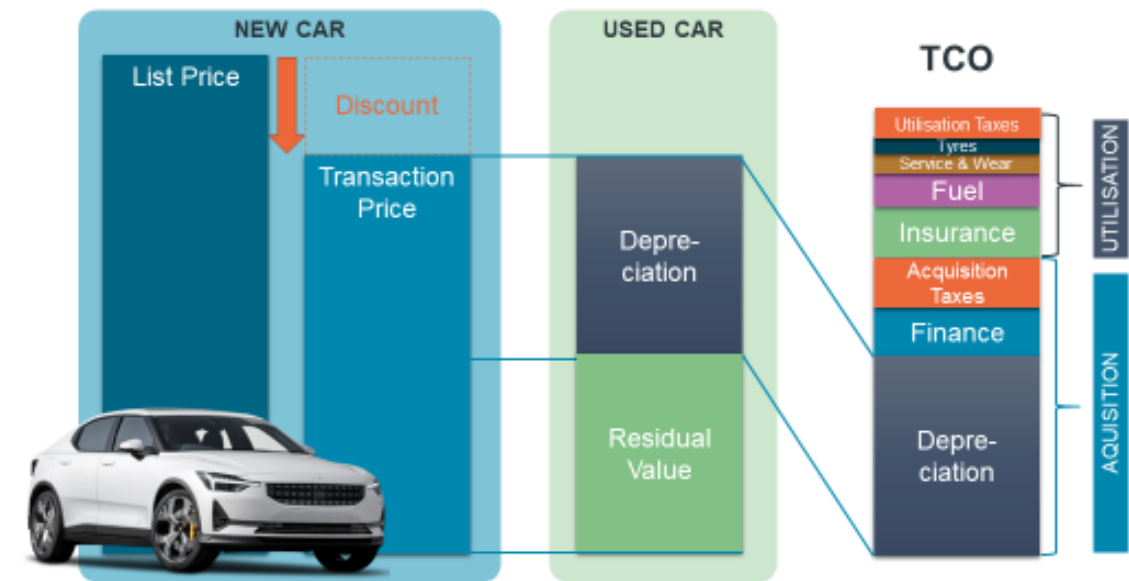 NEW CAR
List Price
Discount
Transaction
Price
USED CAR
Depre-
ciation
Residual
Value
TCO
Utilisation Taxes
Tyres
Service & Wear
Fuel
Insurance
Acquisition
Taxes
Finance
Depre-
ciation
UTILISATION
AQUISITION